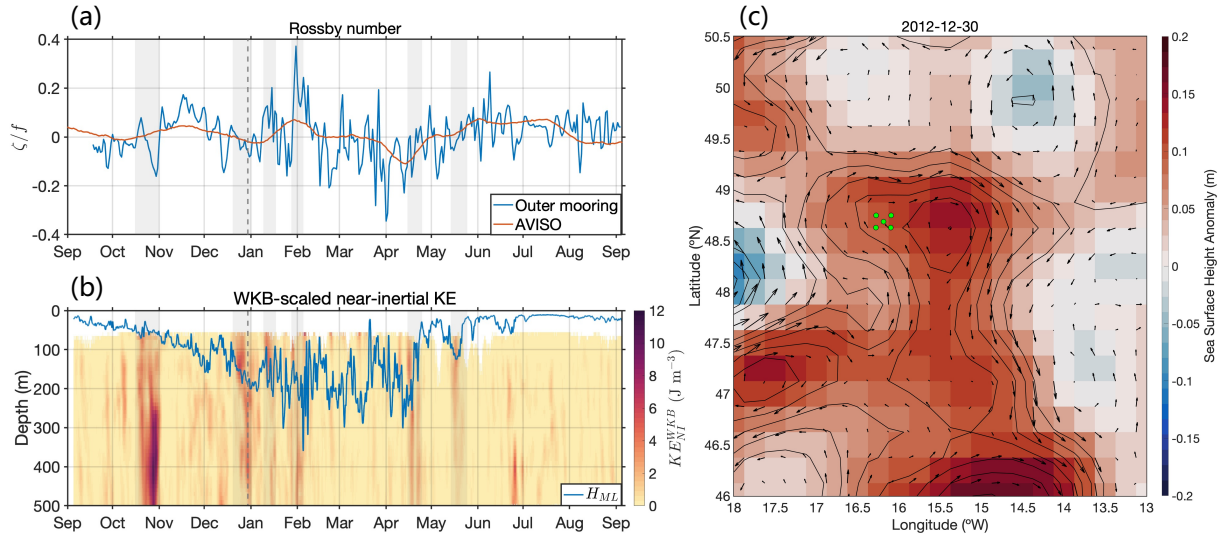 (a)
Rossby number
ζ/f
0.4
0.2
0
-0.2
-0.4
Outer mooring
AVISO
Sep Oct Nov Dec Jan Feb Mar Apr May Jun Jul Aug Sep
(b)
WKB-scaled near-inertial KE
Depth (m)
0
100
200
300
400
500
H_{ML}
Sep Oct Nov Dec Jan Feb Mar Apr May Jun Jul Aug Sep
12
10
8
6
4
2
0
KE_{NI}^{WKB} (J m^{-3})
(c)
2012-12-30
Latitude (ºN)
50.5
50
49.5
49
48.5
48
47.5
47
46.5
46
18 17 16.5 16 15.5 15 14.5 14 13.5 13
Longitude (ºW)
0.2
0.15
0.1
0.05
0
-0.05
-0.1
-0.15
-0.2
Sea Surface Height Anomaly (m)